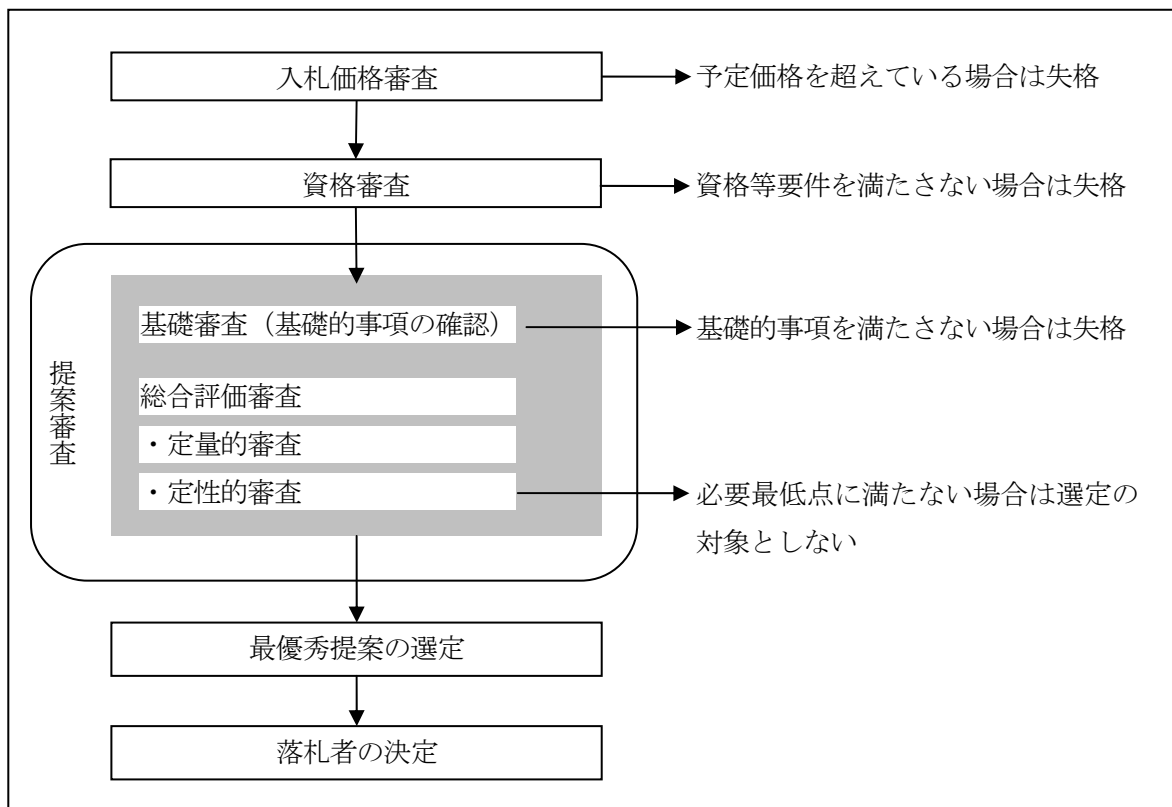 入札価格審査
予定価格を超えている場合は失格
資格審査
資格等要件を満たさない場合は失格
提案審査
基礎審査（基礎的事項の確認）
基礎的事項を満たさない場合は失格
総合評価審査
・定量的審査
・定性的審査
必要最低点に満たない場合は選定の
対象としない
最優秀提案の選定
落札者の決定